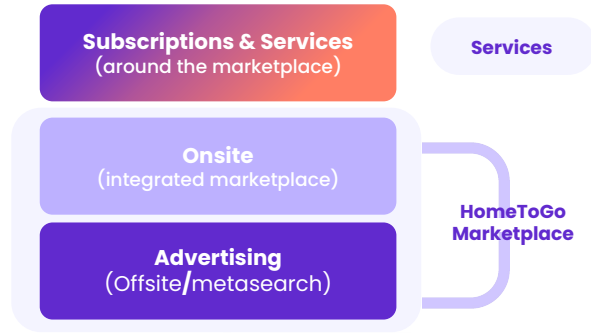 Subscriptions & Services
(around the marketplace)
Services
Onsite
(integrated marketplace)
HomeToGo
Marketplace
Advertising
(Offsite/metasearch)